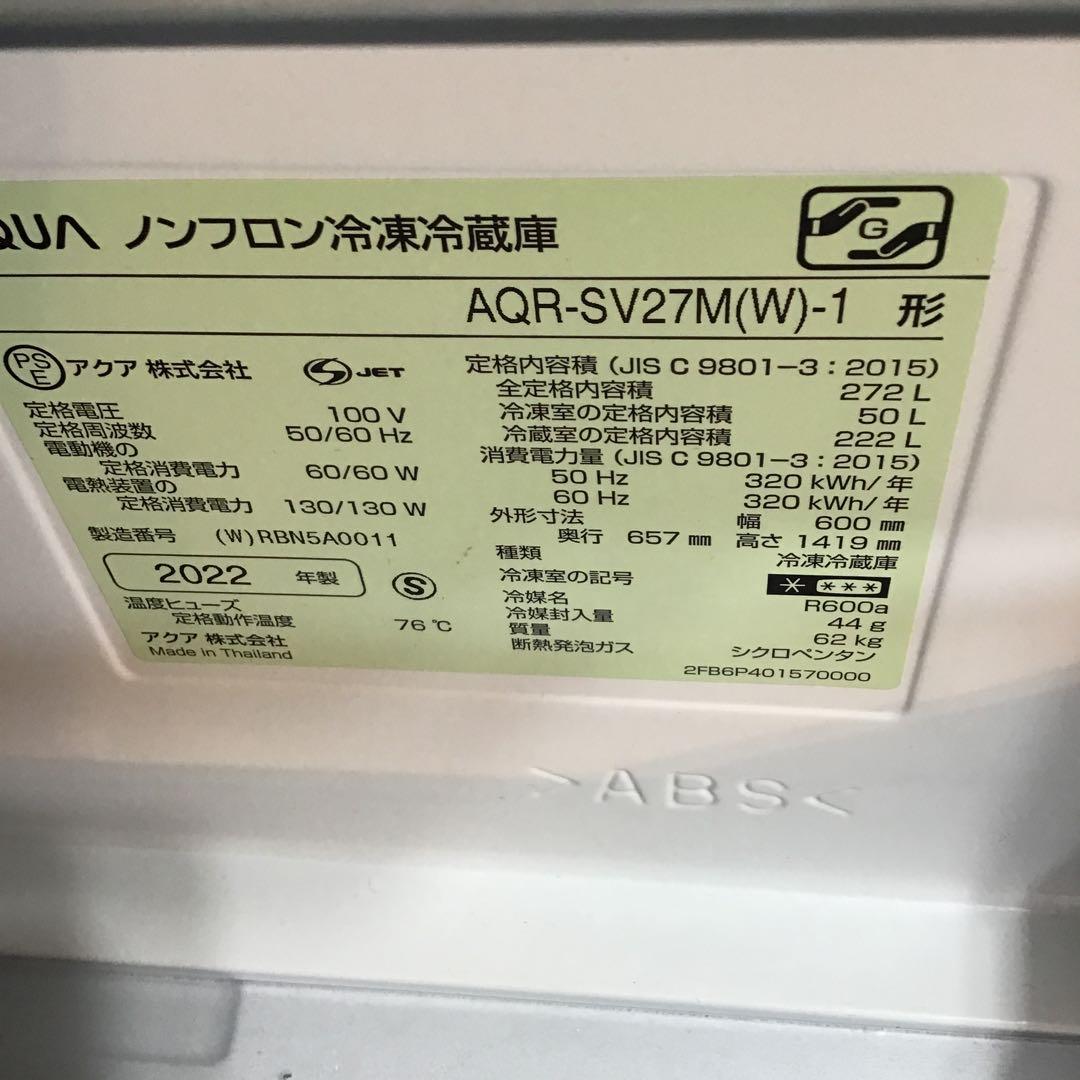 QUA ノンフロン冷凍冷蔵庫
G
AQR-SV27M(W)-1 形
PSE アクア 株式会社 S JET
定格電圧 100 V
定格周波数 50/60 Hz
電動機の
定格消費電力 60/60 W
電熱装置の
定格消費電力 130/130 W
製造番号 (W)RBN5A0011
2022 年製 S
温度ヒューズ
定格動作温度 76℃
アクア 株式会社
Made in Thailand
定格内容積 (JIS C 9801-3:2015)
全定格内容積 272 L
冷凍室の定格内容積 50 L
冷蔵室の定格内容積 222 L
消費電力量 (JIS C 9801-3:2015)
50 Hz 320 kWh/年
60 Hz 320 kWh/年
外形寸法 幅 600 mm
奥行 657 mm 高さ 1419 mm
種類 冷凍冷蔵庫
冷凍室の記号 * ***
冷媒名 R600a
冷媒封入量 44 g
質量 62 kg
断熱発泡ガス シクロペンタン
2FB6P401570000
>ABS<